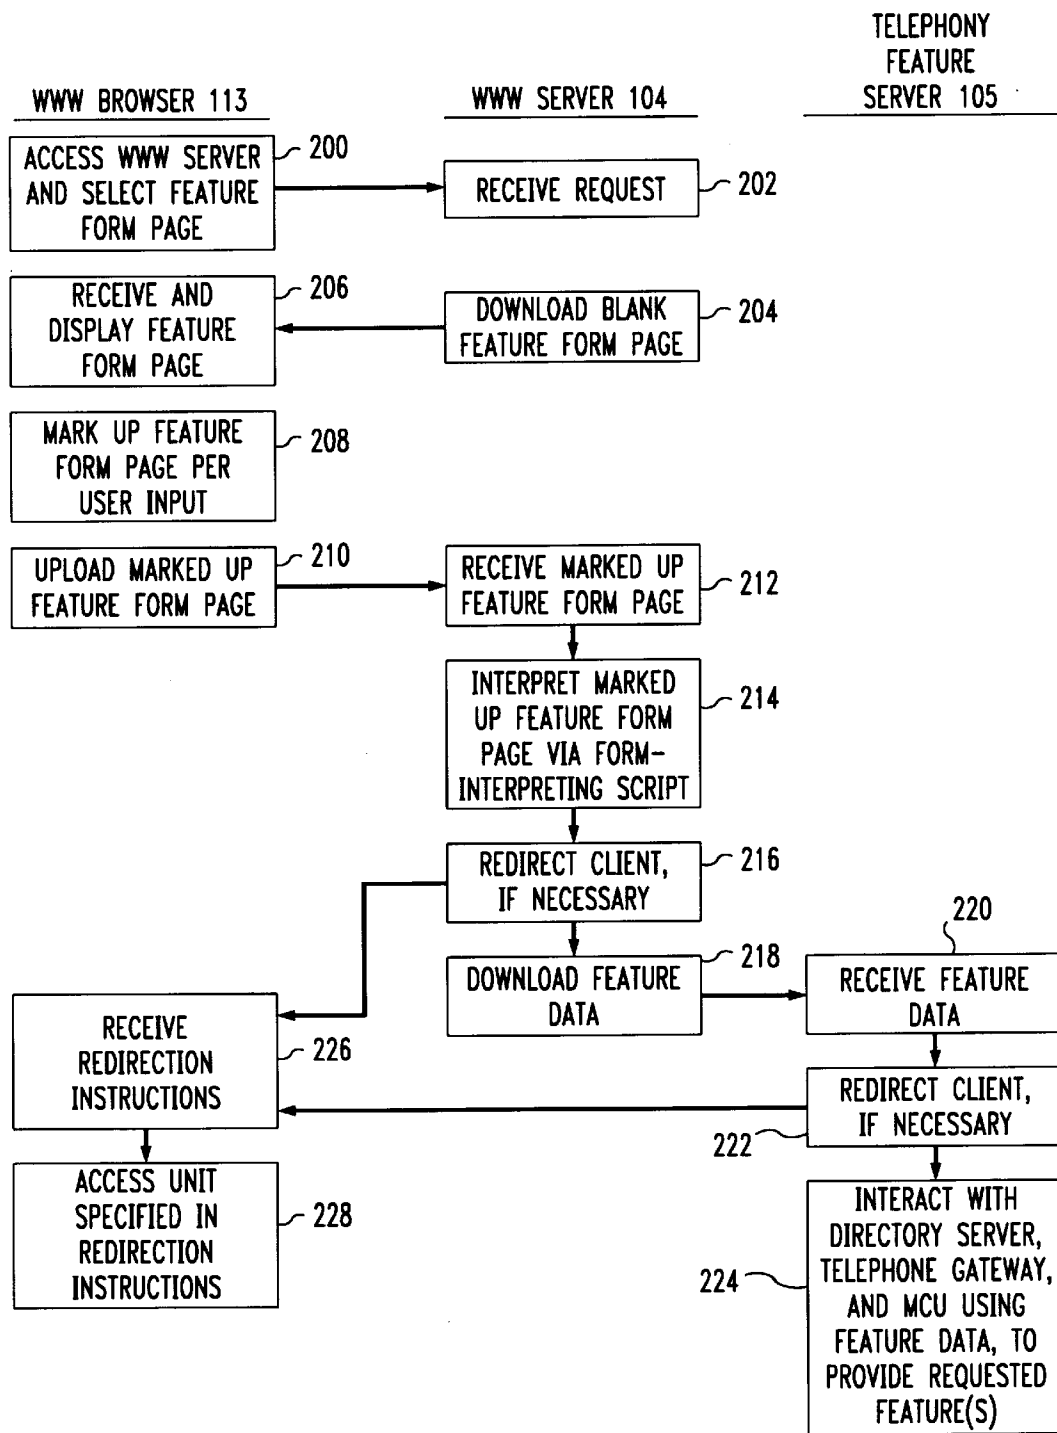 TELEPHONY
FEATURE
SERVER 105
WWW BROWSER 113
WWW SERVER 104
ACCESS WWW SERVER
AND SELECT FEATURE
FORM PAGE
200
RECEIVE REQUEST
202
RECEIVE AND
DISPLAY FEATURE
FORM PAGE
206
DOWNLOAD BLANK
FEATURE FORM PAGE
204
MARK UP FEATURE
FORM PAGE PER
USER INPUT
208
UPLOAD MARKED UP
FEATURE FORM PAGE
210
RECEIVE MARKED UP
FEATURE FORM PAGE
212
INTERPRET MARKED
UP FEATURE FORM
PAGE VIA FORM-
INTERPRETING SCRIPT
214
REDIRECT CLIENT,
IF NECESSARY
216
DOWNLOAD FEATURE
DATA
218
220
RECEIVE FEATURE
DATA
RECEIVE
REDIRECTION
INSTRUCTIONS
226
REDIRECT CLIENT,
IF NECESSARY
222
ACCESS UNIT
SPECIFIED IN
REDIRECTION
INSTRUCTIONS
228
INTERACT WITH
DIRECTORY SERVER,
TELEPHONE GATEWAY,
AND MCU USING
FEATURE DATA, TO
PROVIDE REQUESTED
FEATURE(S)
224